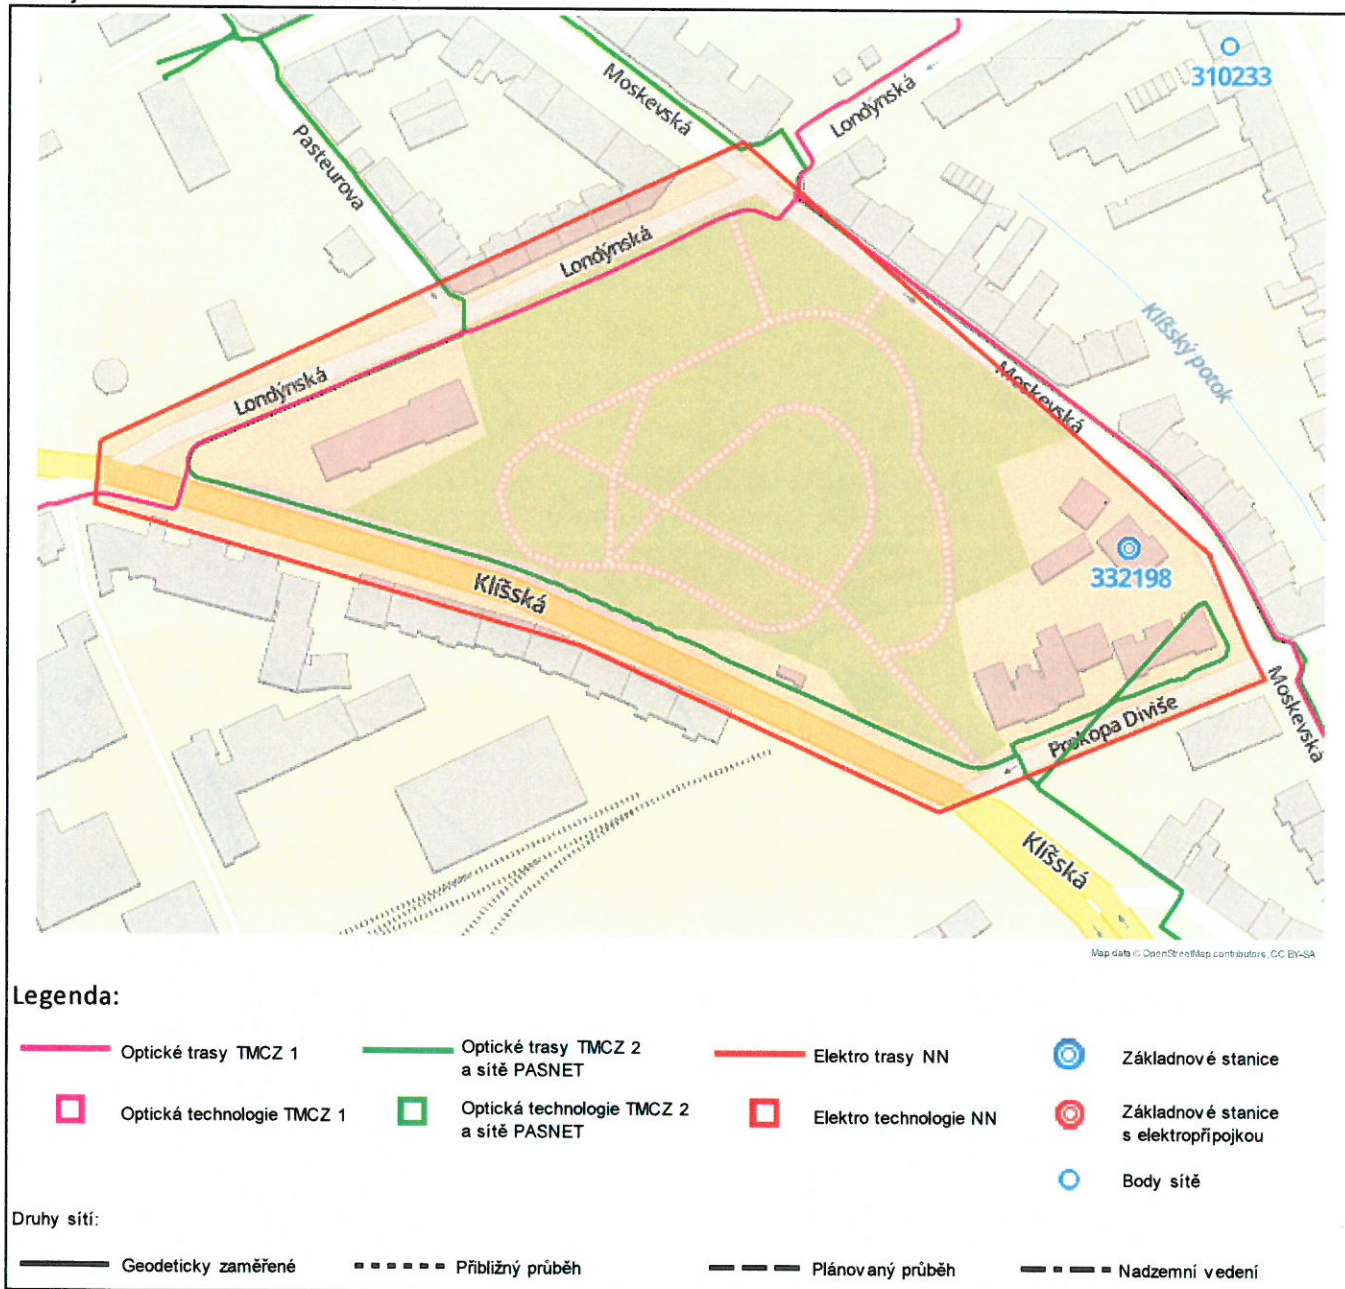 310233
Moskevská
Londýnská
Pasteurova
Londýnská
Klíšský potok
Londýnská
Moskevská
332198
Klíšská
Moskevská
Prokopa Diviše
Klíšská
Map data © OpenStreetMap contributors, CC BY-SA
Legenda:
Optické trasy TMCZ 1
Optické trasy TMCZ 2
a sítě PASNET
Elektro trasy NN
Základnové stanice
Optická technologie TMCZ 1
Optická technologie TMCZ 2
a sítě PASNET
Elektro technologie NN
Základnové stanice
s elektropřípojkou
Body sítě
Druhy sítí:
Geodeticky zaměřené
Přibližný průběh
Plánovaný průběh
Nadzemní vedení